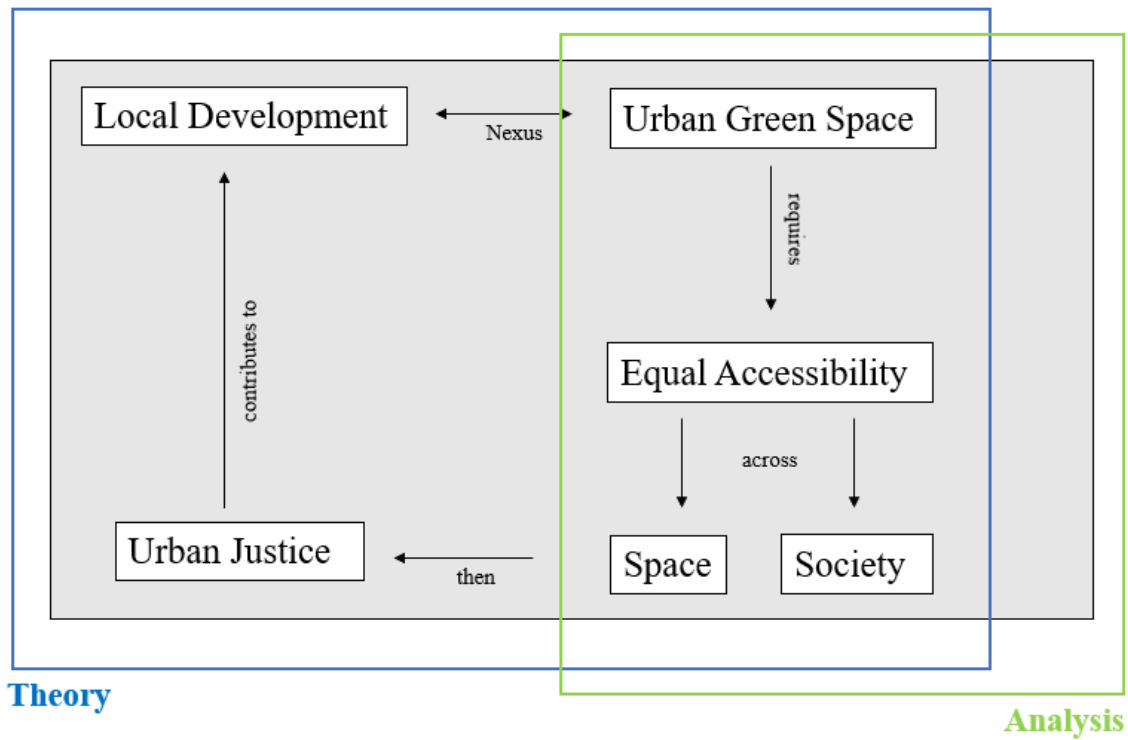 Local Development
Nexus
Urban Green Space
requires
contributes to
Equal Accessibility
across
Urban Justice
then
Space
Society
Theory
Analysis